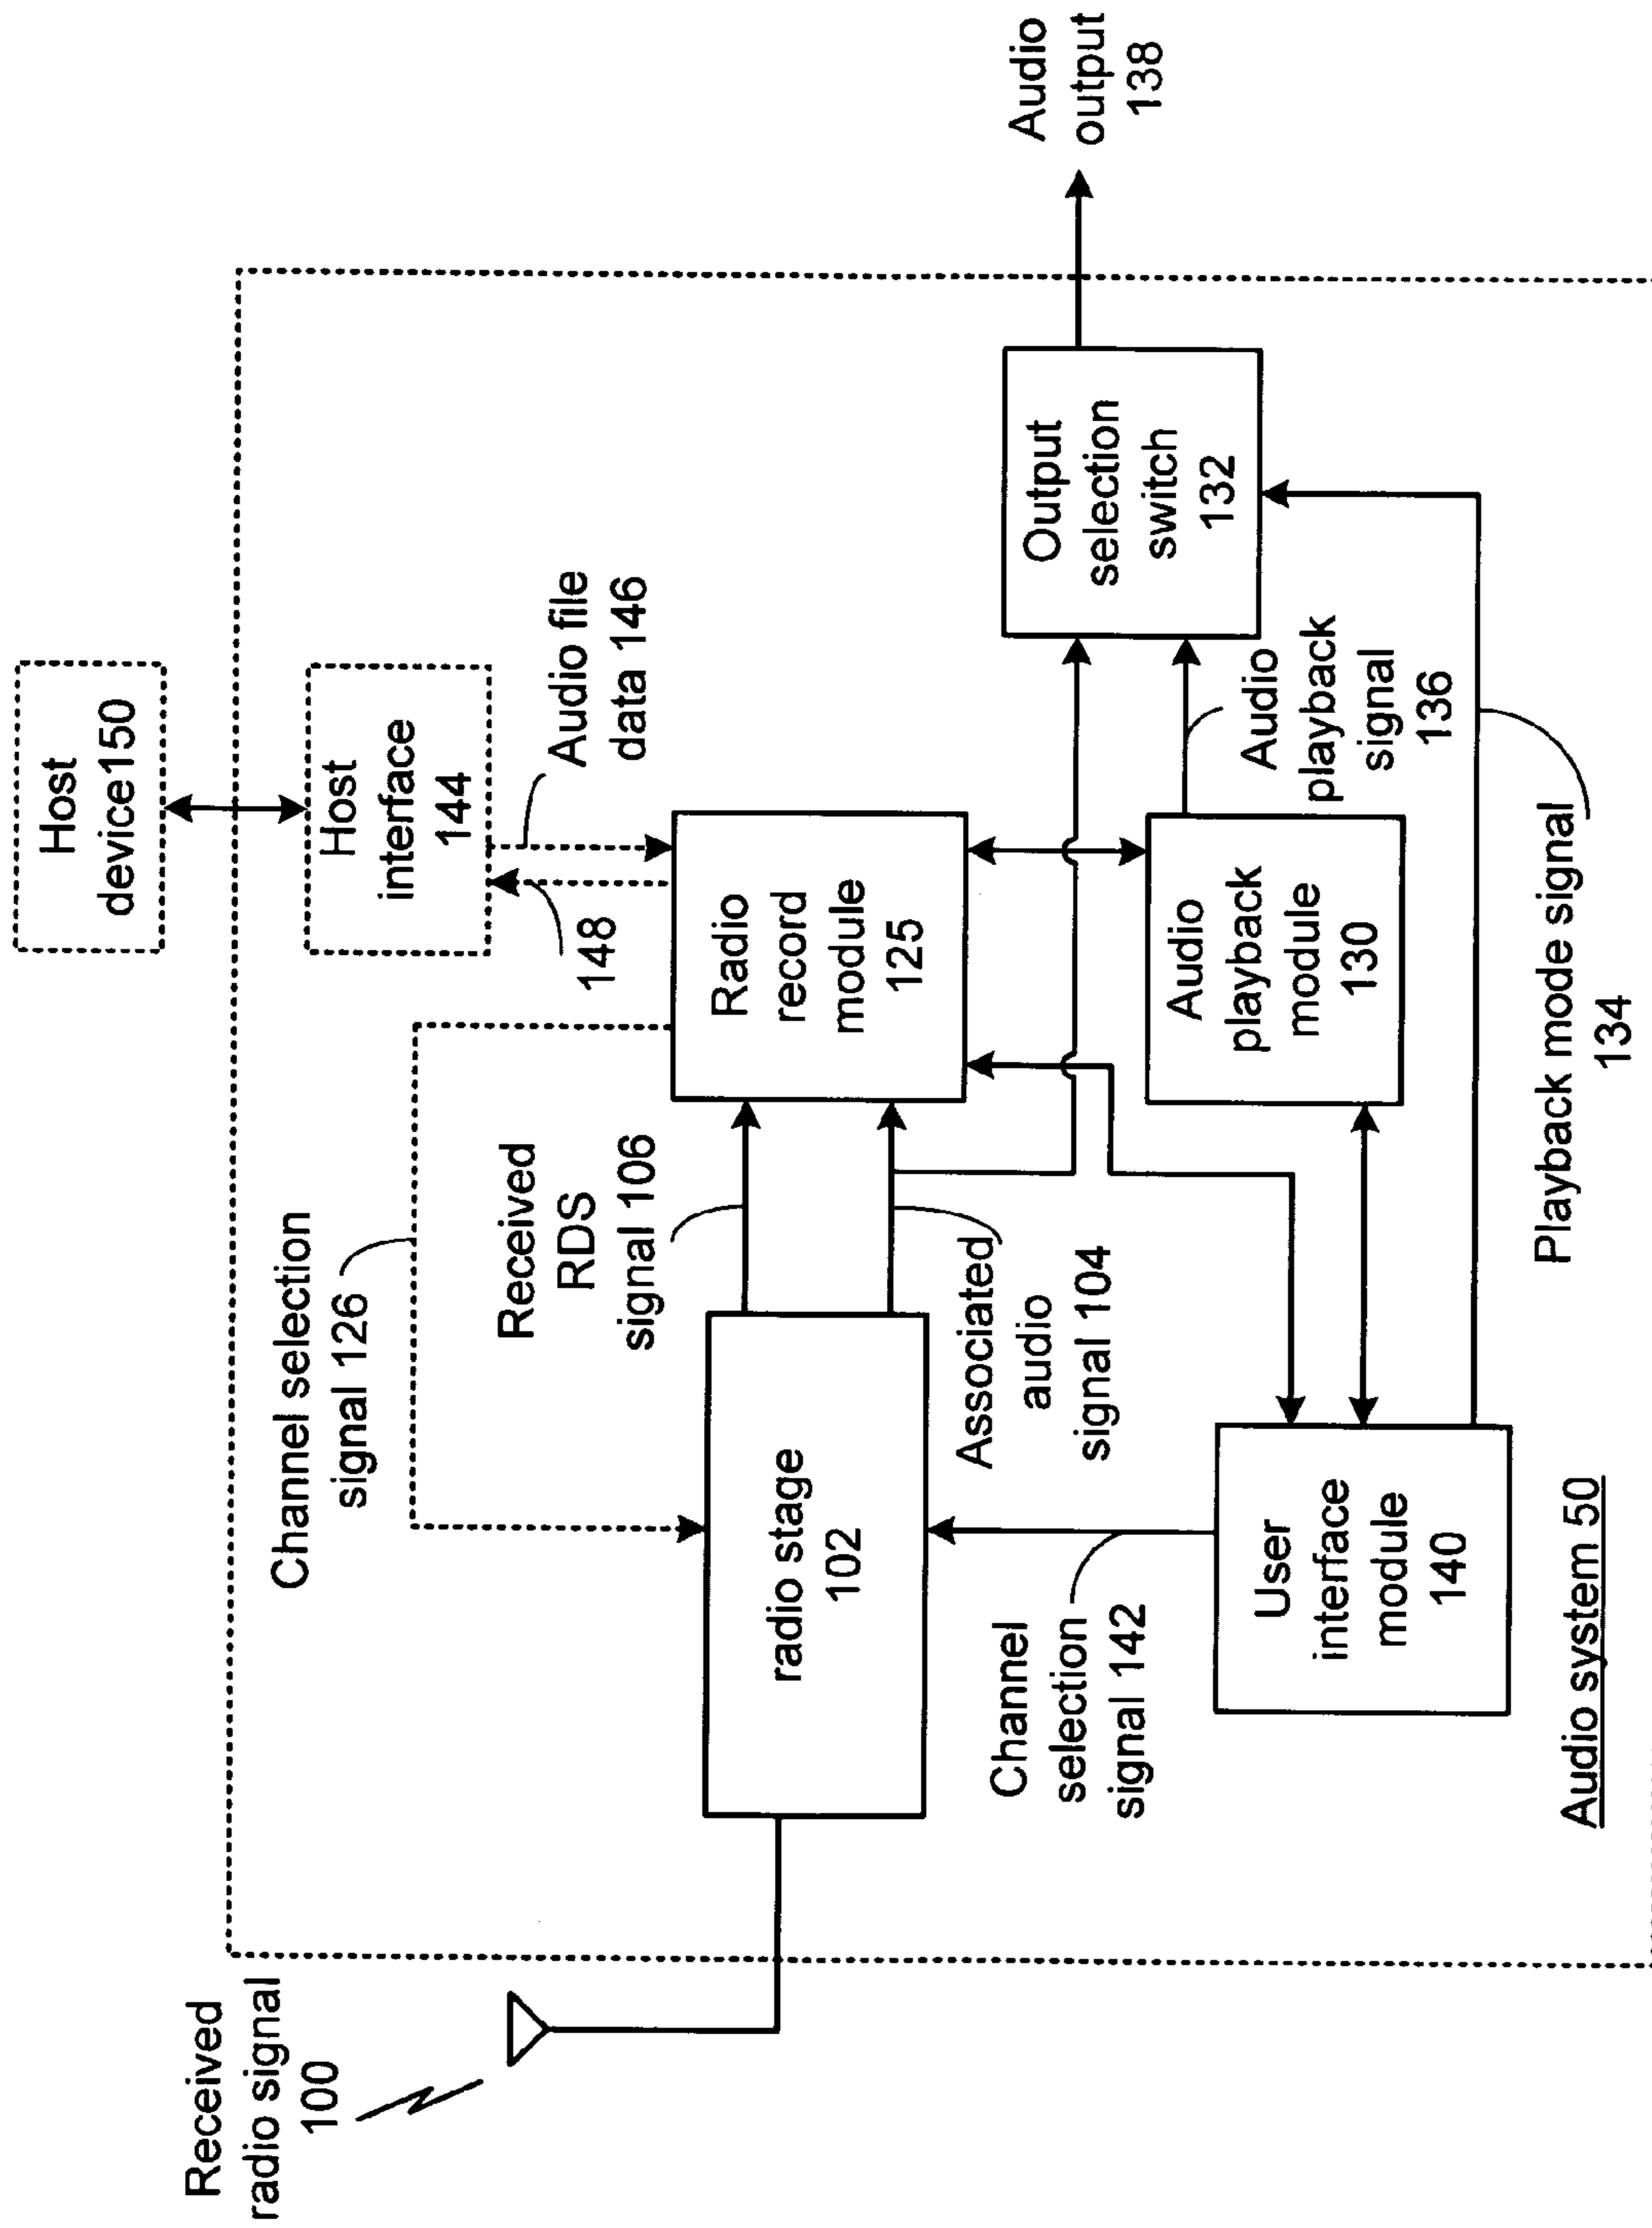 Received
radio signal
100
Channel selection
signal 126
Host
device150
Host
interface
144
148
Audio file
data 146
Received
RDS
signal 106
radio stage
102
Radio
record
module
125
Associated
audio
signal 104
Channel
selection
signal 142
User
interface
module
140
Audio
playback
module
130
Audio
playback
signal
136
Output
selection
switch
132
Audio
output
138
Playback mode signal
134
Audio system 50